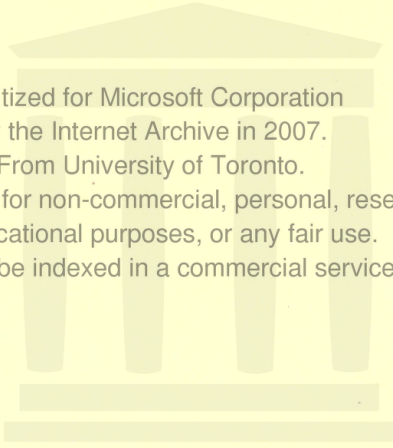 tized for Microsoft Corporation
the Internet Archive in 2007.
From University of Toronto.
for non-commercial, personal, rese
cational purposes, or any fair use.
be indexed in a commercial service